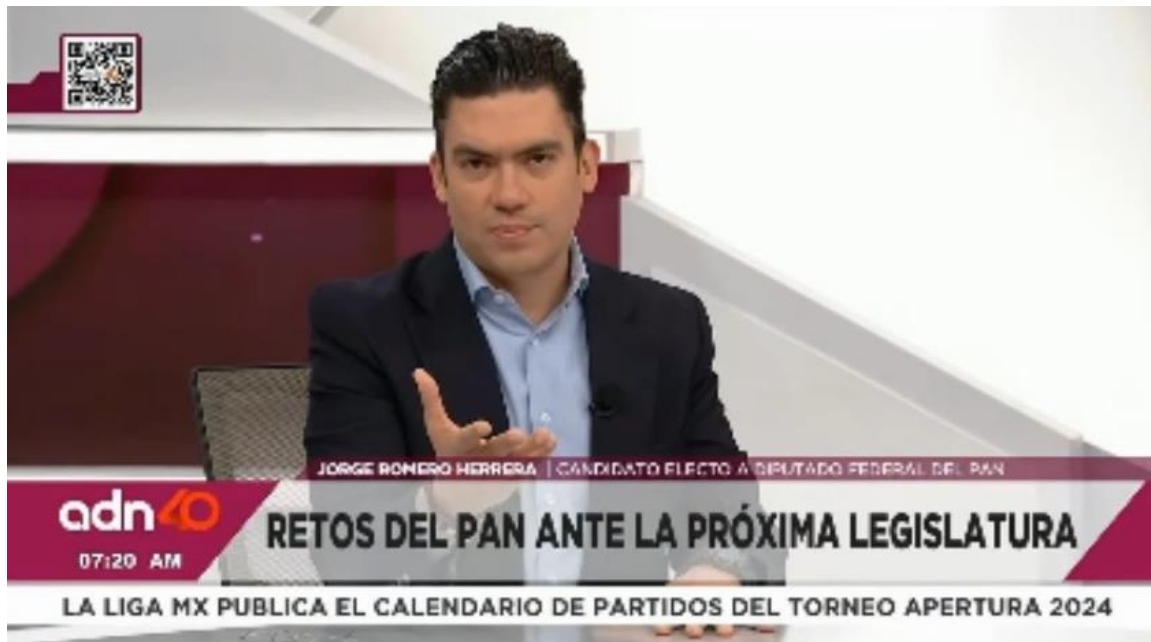 JORGE ROMERO HERRERA | CANDIDATO ELECTO A DIPUTADO FEDERAL DEL PAN
adn40
RETOS DEL PAN ANTE LA PRÓXIMA LEGISLATURA
07:20 AM
LA LIGA MX PUBLICA EL CALENDARIO DE PARTIDOS DEL TORNEO APERTURA 2024